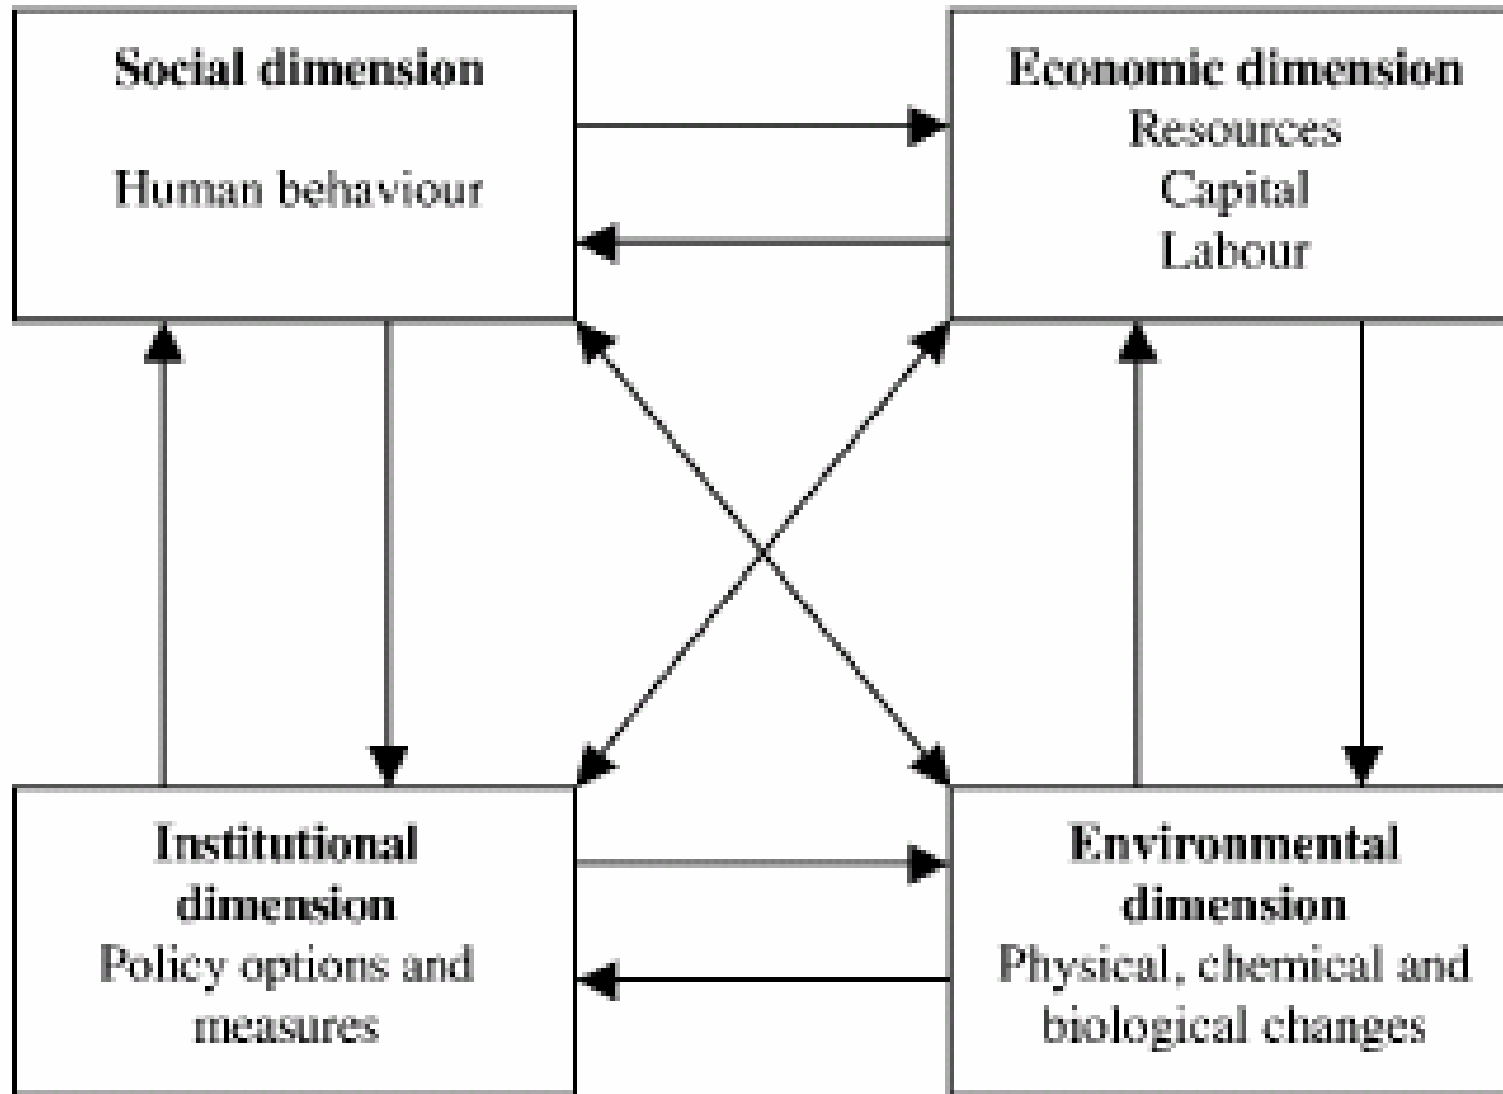 Social dimension
Human behaviour
Economic dimension
Resources
Capital
Labour
Institutional
dimension
Policy options and
measures
Environmental
dimension
Physical, chemical and
biological changes